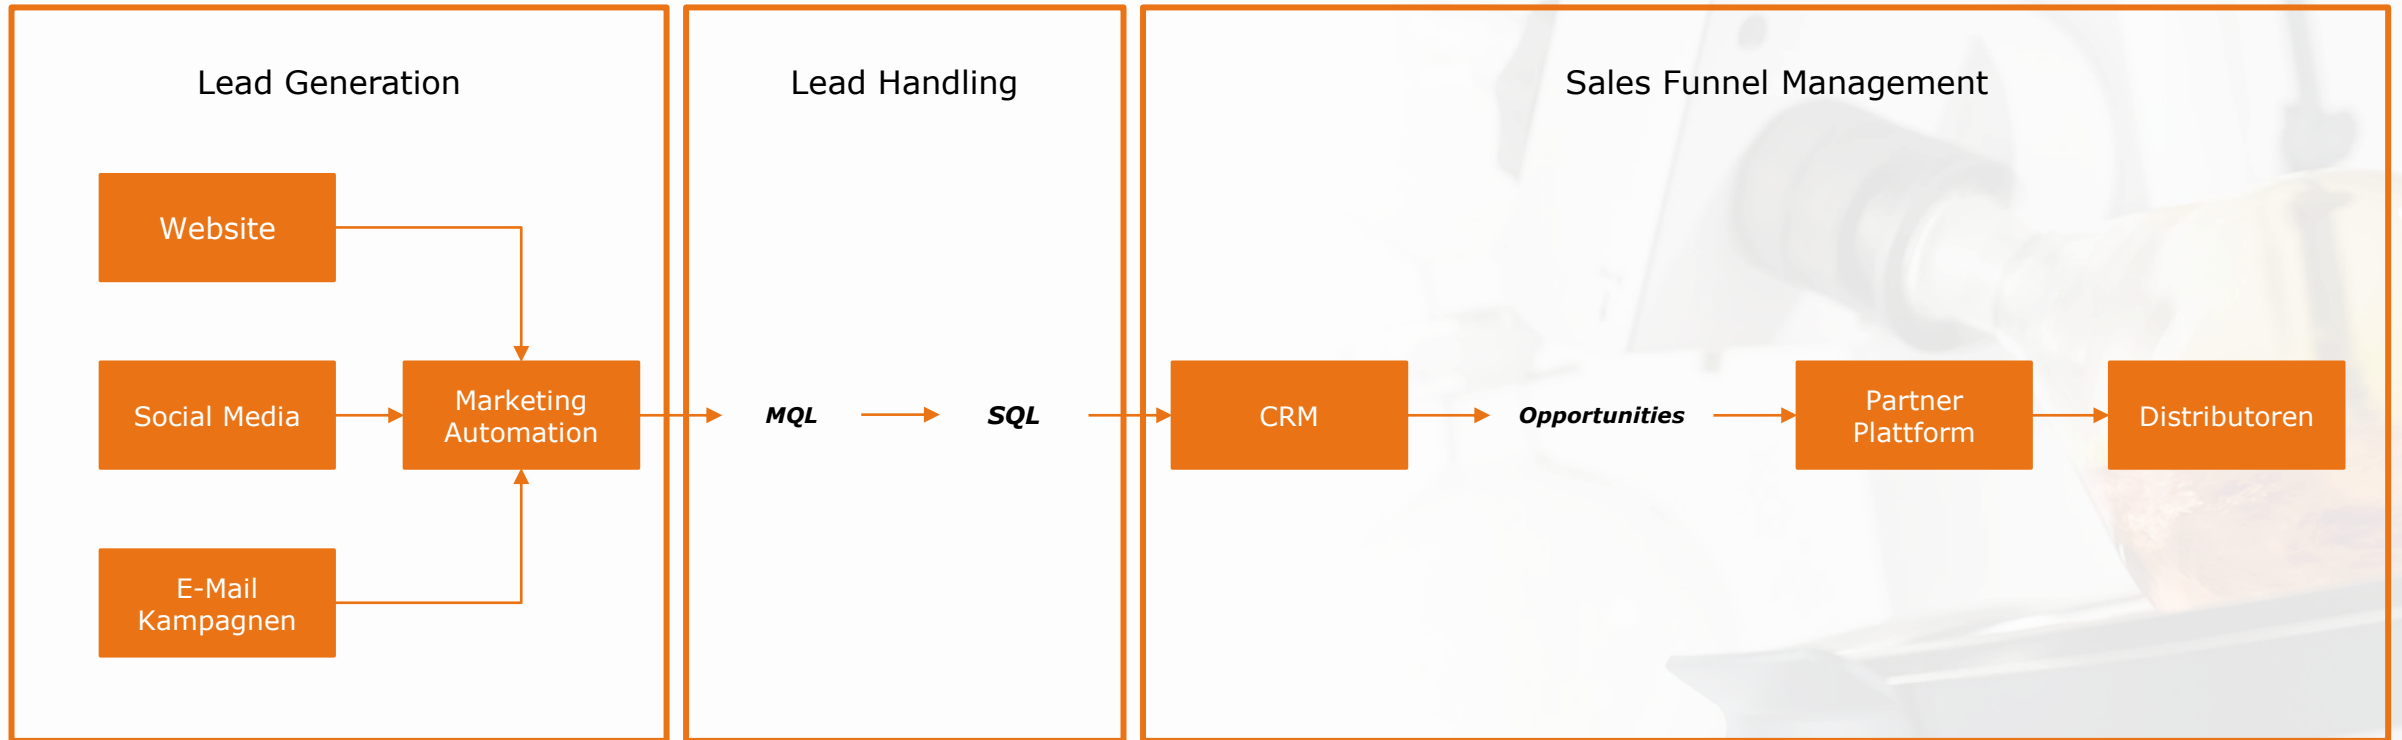 Lead Generation
Lead Handling
Sales Funnel Management
Website
Social Media
Marketing
Automation
E-Mail
Kampagnen
MQL
SQL
CRM
Opportunities
Partner
Plattform
Distributoren